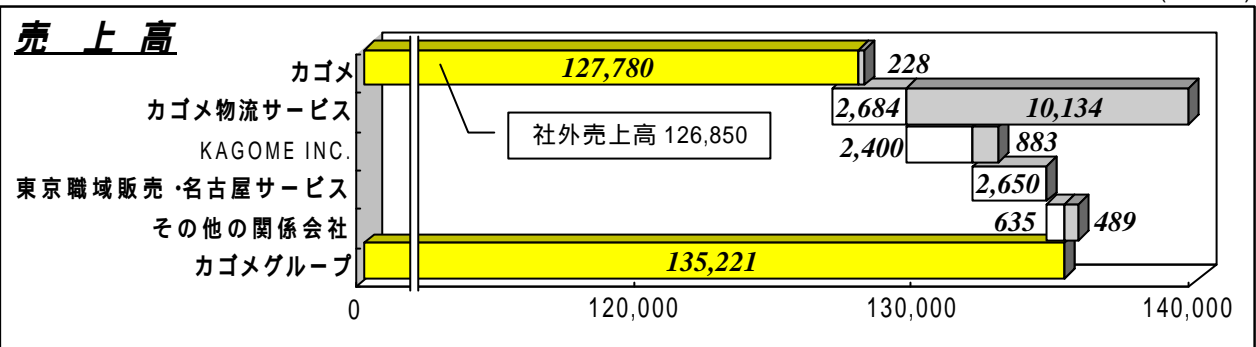 売上高
カゴメ 127,780 228
カゴメ物流サービス 2,684 10,134
社外売上高 126,850
KAGOME INC. 2,400 883
東京職域販売・名古屋サービス 2,650
その他の関係会社 635 489
カゴメグループ 135,221
0 120,000 130,000 140,000